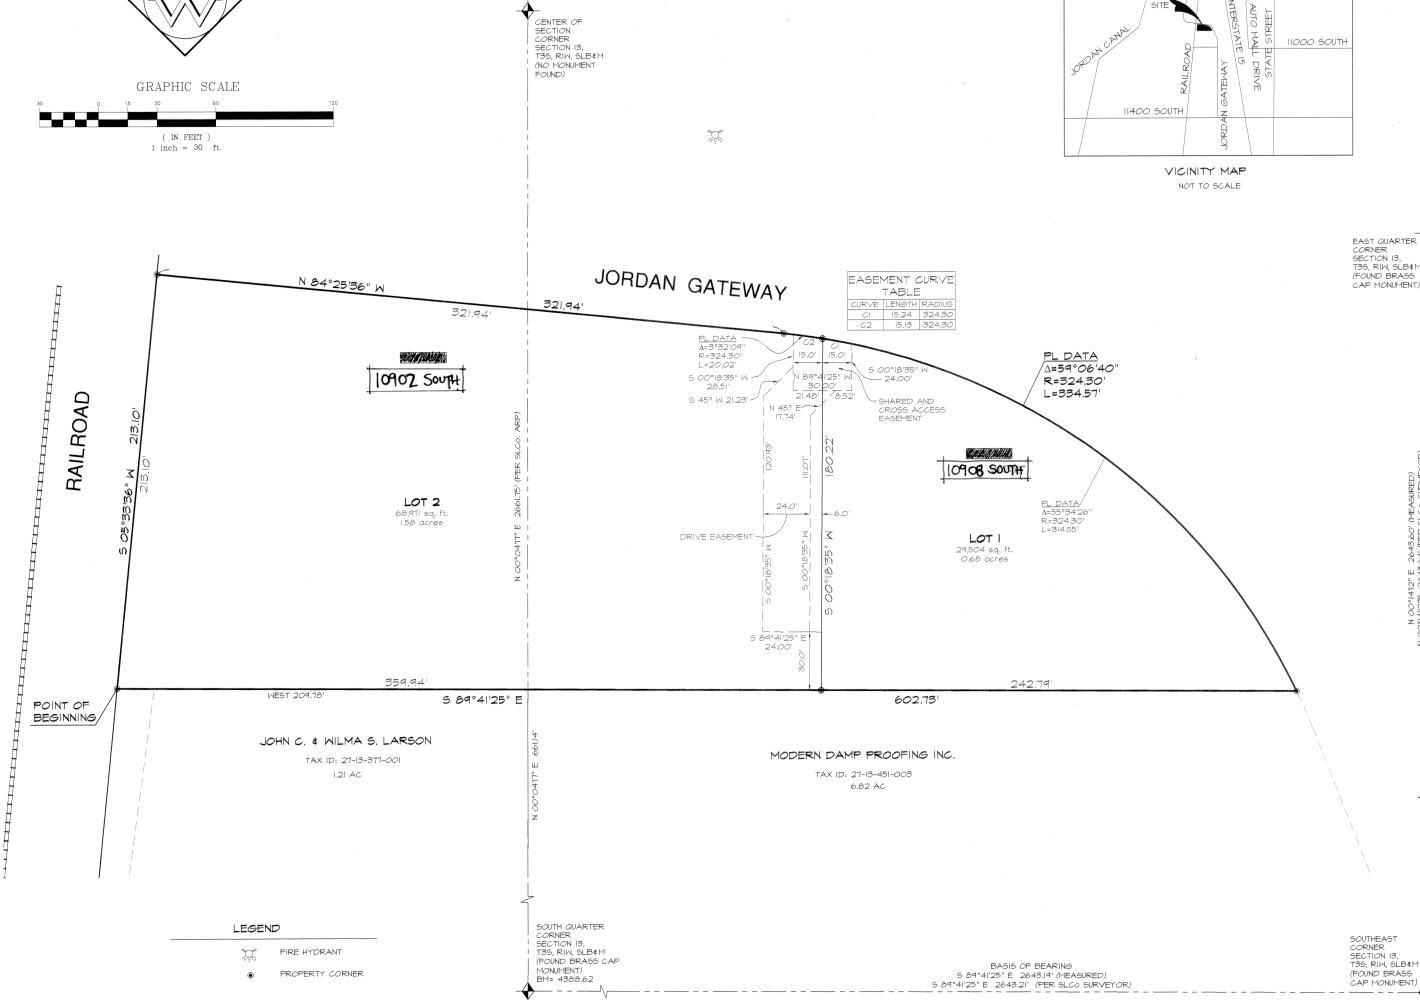 CENTER OF
SECTION
CORNER
SECTION 13,
T3S, R1W, SLB&M
(NO MONUMENT
FOUND)
GRAPHIC SCALE
30 0 15 30 60 120
( IN FEET )
1 inch = 30 ft.
SITE
JORDAN CANAL
RAILROAD
JORDAN GATEWAY
INTERSTATE 15
AUTO MALL DRIVE
STATE STREET
11000 SOUTH
11400 SOUTH
VICINITY MAP
NOT TO SCALE
EAST QUARTER
CORNER
SECTION 13,
T3S, R1W, SLB&M
(FOUND BRASS
CAP MONUMENT)
JORDAN GATEWAY
N 84°25'36" W
321.94'
321.94'
EASEMENT CURVE
TABLE
CURVE LENGTH RADIUS
C1 15.24 324.30
C2 15.13 324.30
PL DATA
Δ=3°32'09"
R=324.30'
L=20.02'
C2
15.0'
C1
15.0'
S 00°18'35" W
28.51'
S 45° W 21.23'
N 89°41'25" W
30.00'
21.48' 8.52'
S 00°18'35" W
24.00'
N 45° E
17.74'
SHARED AND
CROSS ACCESS
EASEMENT
PL DATA
Δ=59°06'40"
R=324.30'
L=334.57'
10902 SOUTH
10908 SOUTH
RAILROAD
S 05°33'36" W 213.10'
213.10'
N 00°04'17" E 2661.75' (PER SLCo. ARP)
LOT 2
68,971 sq. ft.
1.58 acres
120.93'
111.07'
180.22'
24.0'
6.0'
DRIVE EASEMENT
S 00°18'35" W
S 00°18'35" W
S 00°18'35" W
PL DATA
Δ=55°34'26"
R=324.30'
L=314.55'
LOT 1
29,504 sq. ft.
0.68 acres
N 00°14'12" E 2643.60' (MEASURED)
S 89°41'25" E
24.00'
30.0'
POINT OF
BEGINNING
359.94'
WEST 209.78'
S 89°41'25" E
602.73'
242.79'
JOHN C. & WILMA S. LARSON
TAX ID: 27-13-377-001
1.21 AC
N 00°04'17" E 661.14'
MODERN DAMP PROOFING INC.
TAX ID: 27-13-451-003
6.82 AC
LEGEND
FIRE HYDRANT
PROPERTY CORNER
SOUTH QUARTER
CORNER
SECTION 13,
T3S, R1W, SLB&M
(FOUND BRASS CAP
MONUMENT)
BM= 4388.62
BASIS OF BEARING
S 89°41'25" E 2643.19' (MEASURED)
S 89°41'25" E 2643.21' (PER SLCo SURVEYOR)
SOUTHEAST
CORNER
SECTION 13,
T3S, R1W, SLB&M
(FOUND BRASS
CAP MONUMENT)